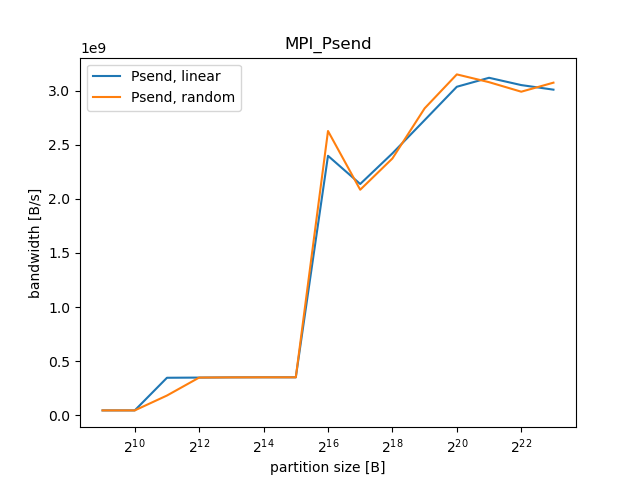 MPI_Psend
1e9
Psend, linear
Psend, random
3.0
2.5
2.0
1.5
1.0
0.5
0.0
bandwidth [B/s]
2^10 2^12 2^14 2^16 2^18 2^20 2^22
partition size [B]